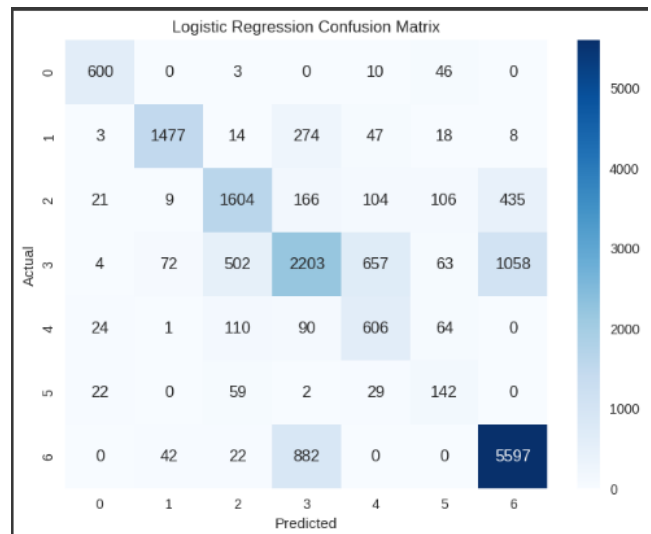 Logistic Regression Confusion Matrix
0 600 0 3 0 10 46 0
1 3 1477 14 274 47 18 8
2 21 9 1604 166 104 106 435
3 4 72 502 2203 657 63 1058
4 24 1 110 90 606 64 0
5 22 0 59 2 29 142 0
6 0 42 22 882 0 0 5597
0 1 2 3 4 5 6
Predicted
Actual
5000
4000
3000
2000
1000
0